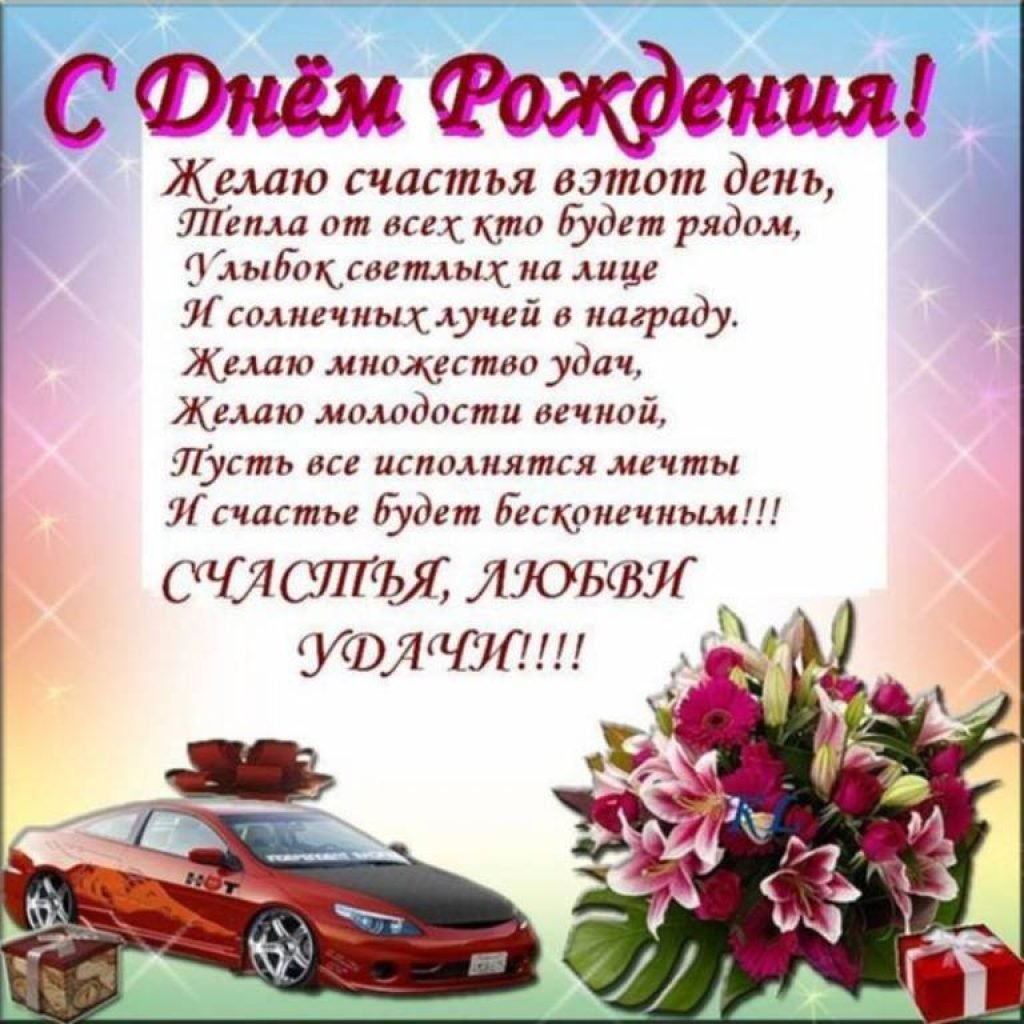 С Днём Рождения!
Желаю счастья вэтот день,
Тепла от всех кто будет рядом,
Улыбок светлых на лице
И солнечных лучей в награду.
Желаю множество удач,
Желаю молодости вечной,
Пусть все исполнятся мечты
И счастье будет бесконечным!!!
СЧАСТЬЯ, ЛЮБВИ
УДАЧИ!!!!
HOT